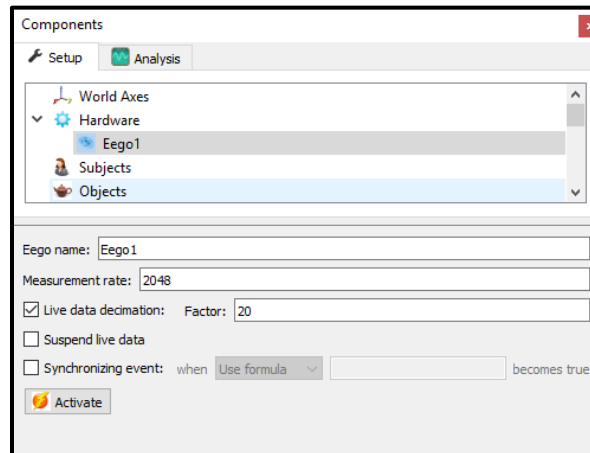 Components
Setup Analysis
World Axes
Hardware
Eego1
Subjects
Objects
Eego name: Eego1
Measurement rate: 2048
Live data decimation: Factor: 20
Suspend live data
Synchronizing event: when Use formula becomes true
Activate